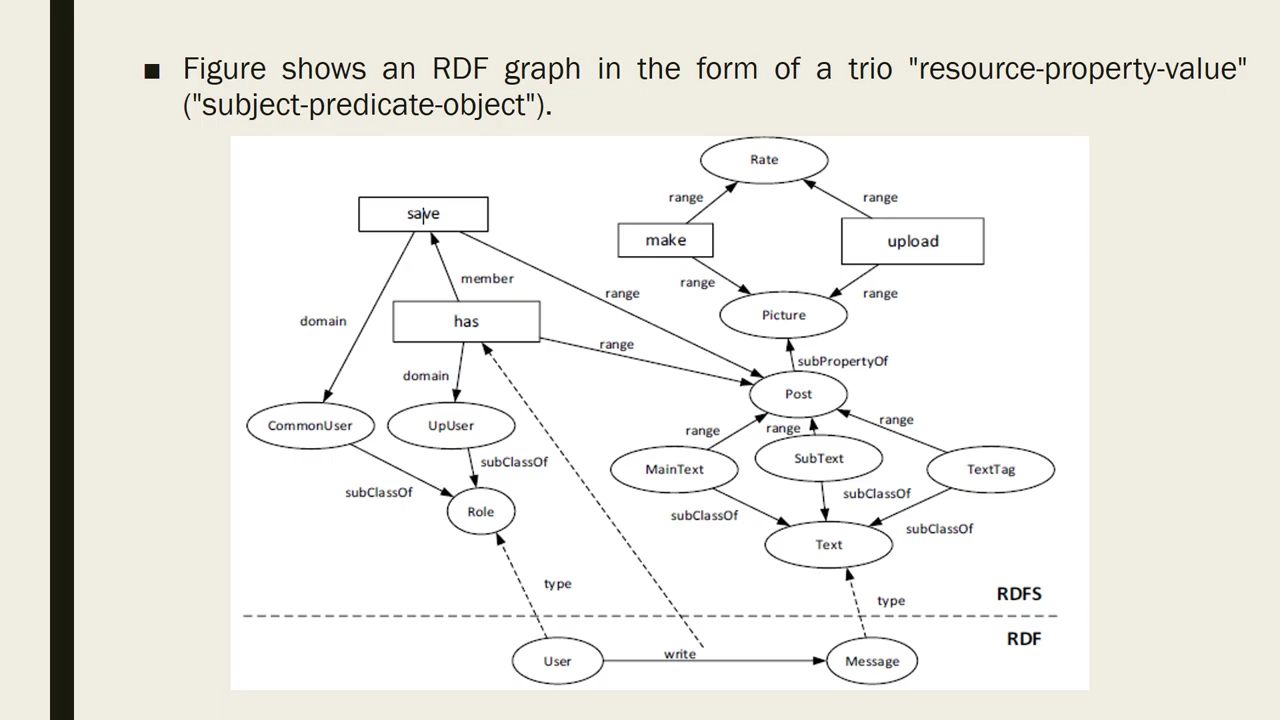 ■ Figure shows an RDF graph in the form of a trio "resource-property-value"
("subject-predicate-object").
Rate
range
range
save
make
upload
member
range
range
range
domain
has
Picture
range
subPropertyOf
domain
Post
range
CommonUser
UpUser
range
range
subClassOf
MainText
SubText
TextTag
subClassOf
subClassOf
Role
subClassOf
subClassOf
Text
type
type
RDFS
RDF
write
User
Message